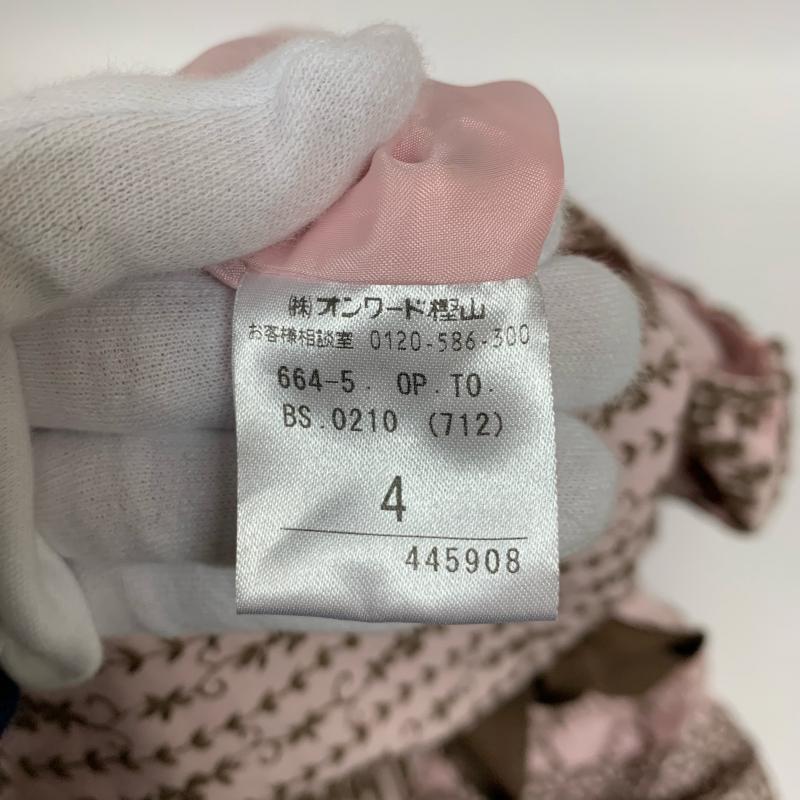 ㈱オンワード樫山
お客様相談室 0120-586-300
664-5. OP.TO.
BS.0210 (712)
4
445908